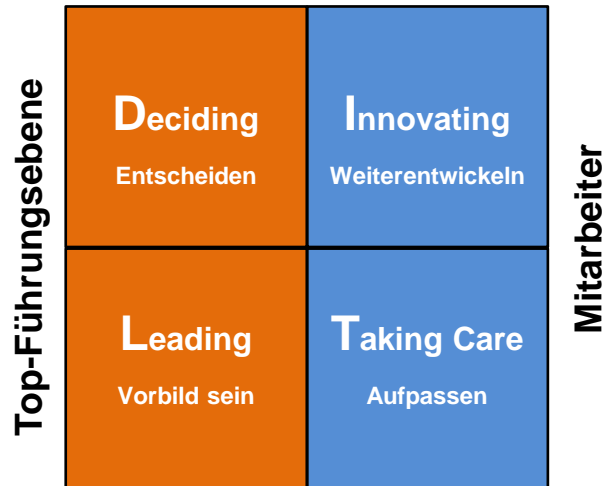 Top-Führungsebene
Deciding
Entscheiden
Innovating
Weiterentwickeln
Leading
Vorbild sein
Taking Care
Aufpassen
Mitarbeiter